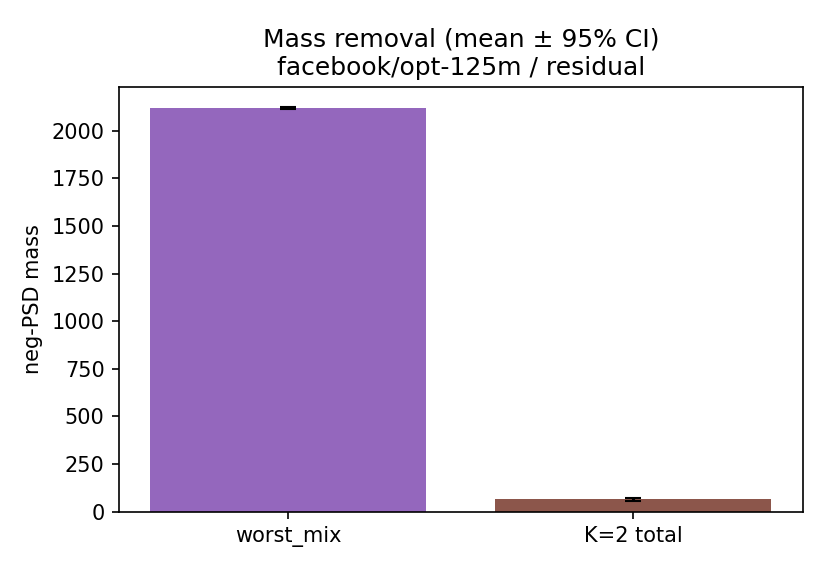 Mass removal (mean ± 95% CI)
facebook/opt-125m / residual
neg-PSD mass
2000
1750
1500
1250
1000
750
500
250
0
worst_mix
K=2 total